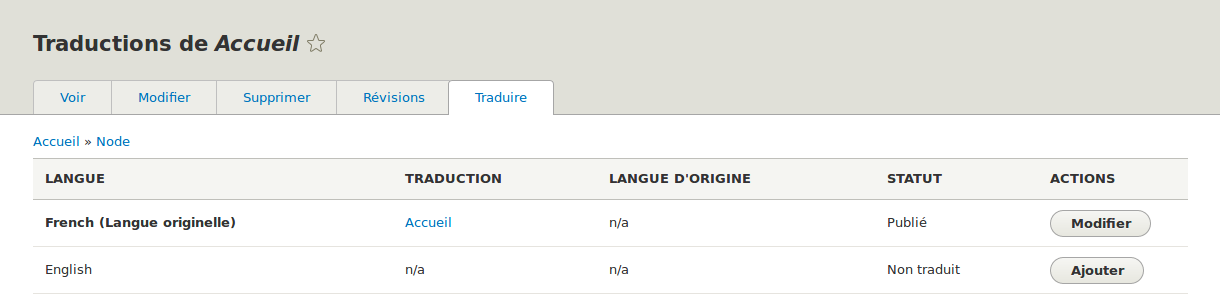 Traductions de Accueil
Voir Modifier Supprimer Révisions Traduire
Accueil » Node
LANGUE TRADUCTION LANGUE D'ORIGINE STATUT ACTIONS
French (Langue originelle) Accueil n/a Publié Modifier
English n/a n/a Non traduit Ajouter